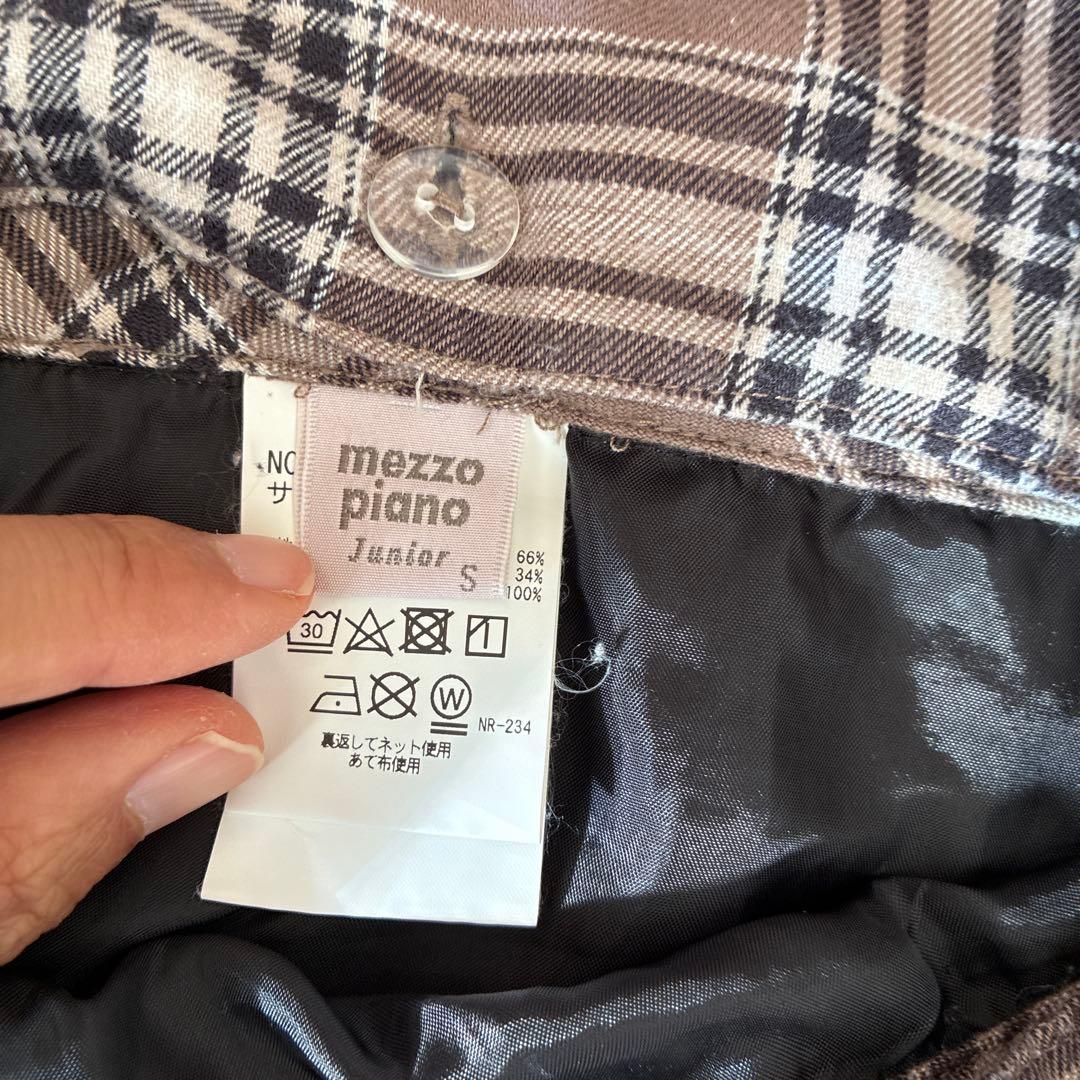 NO
サ
mezzo
piano
Junior
S
66%
34%
100%
30
W
NR-234
裏返してネット使用
あて布使用